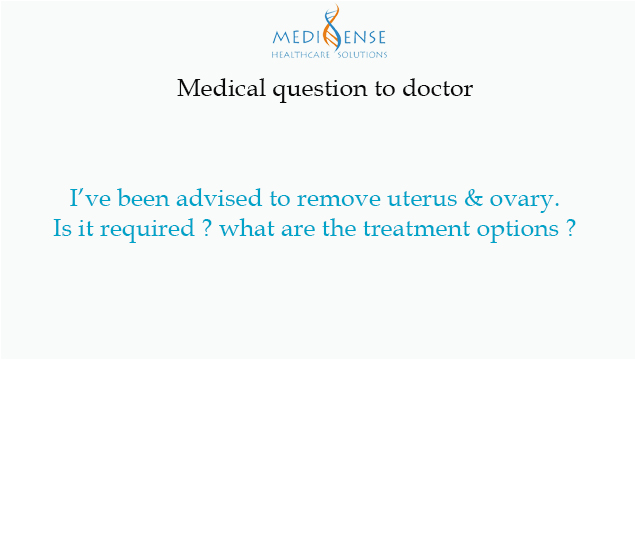 MEDISENSE
HEALTHCARE SOLUTIONS
Medical question to doctor
I've been advised to remove uterus & ovary.
Is it required ? what are the treatment options ?